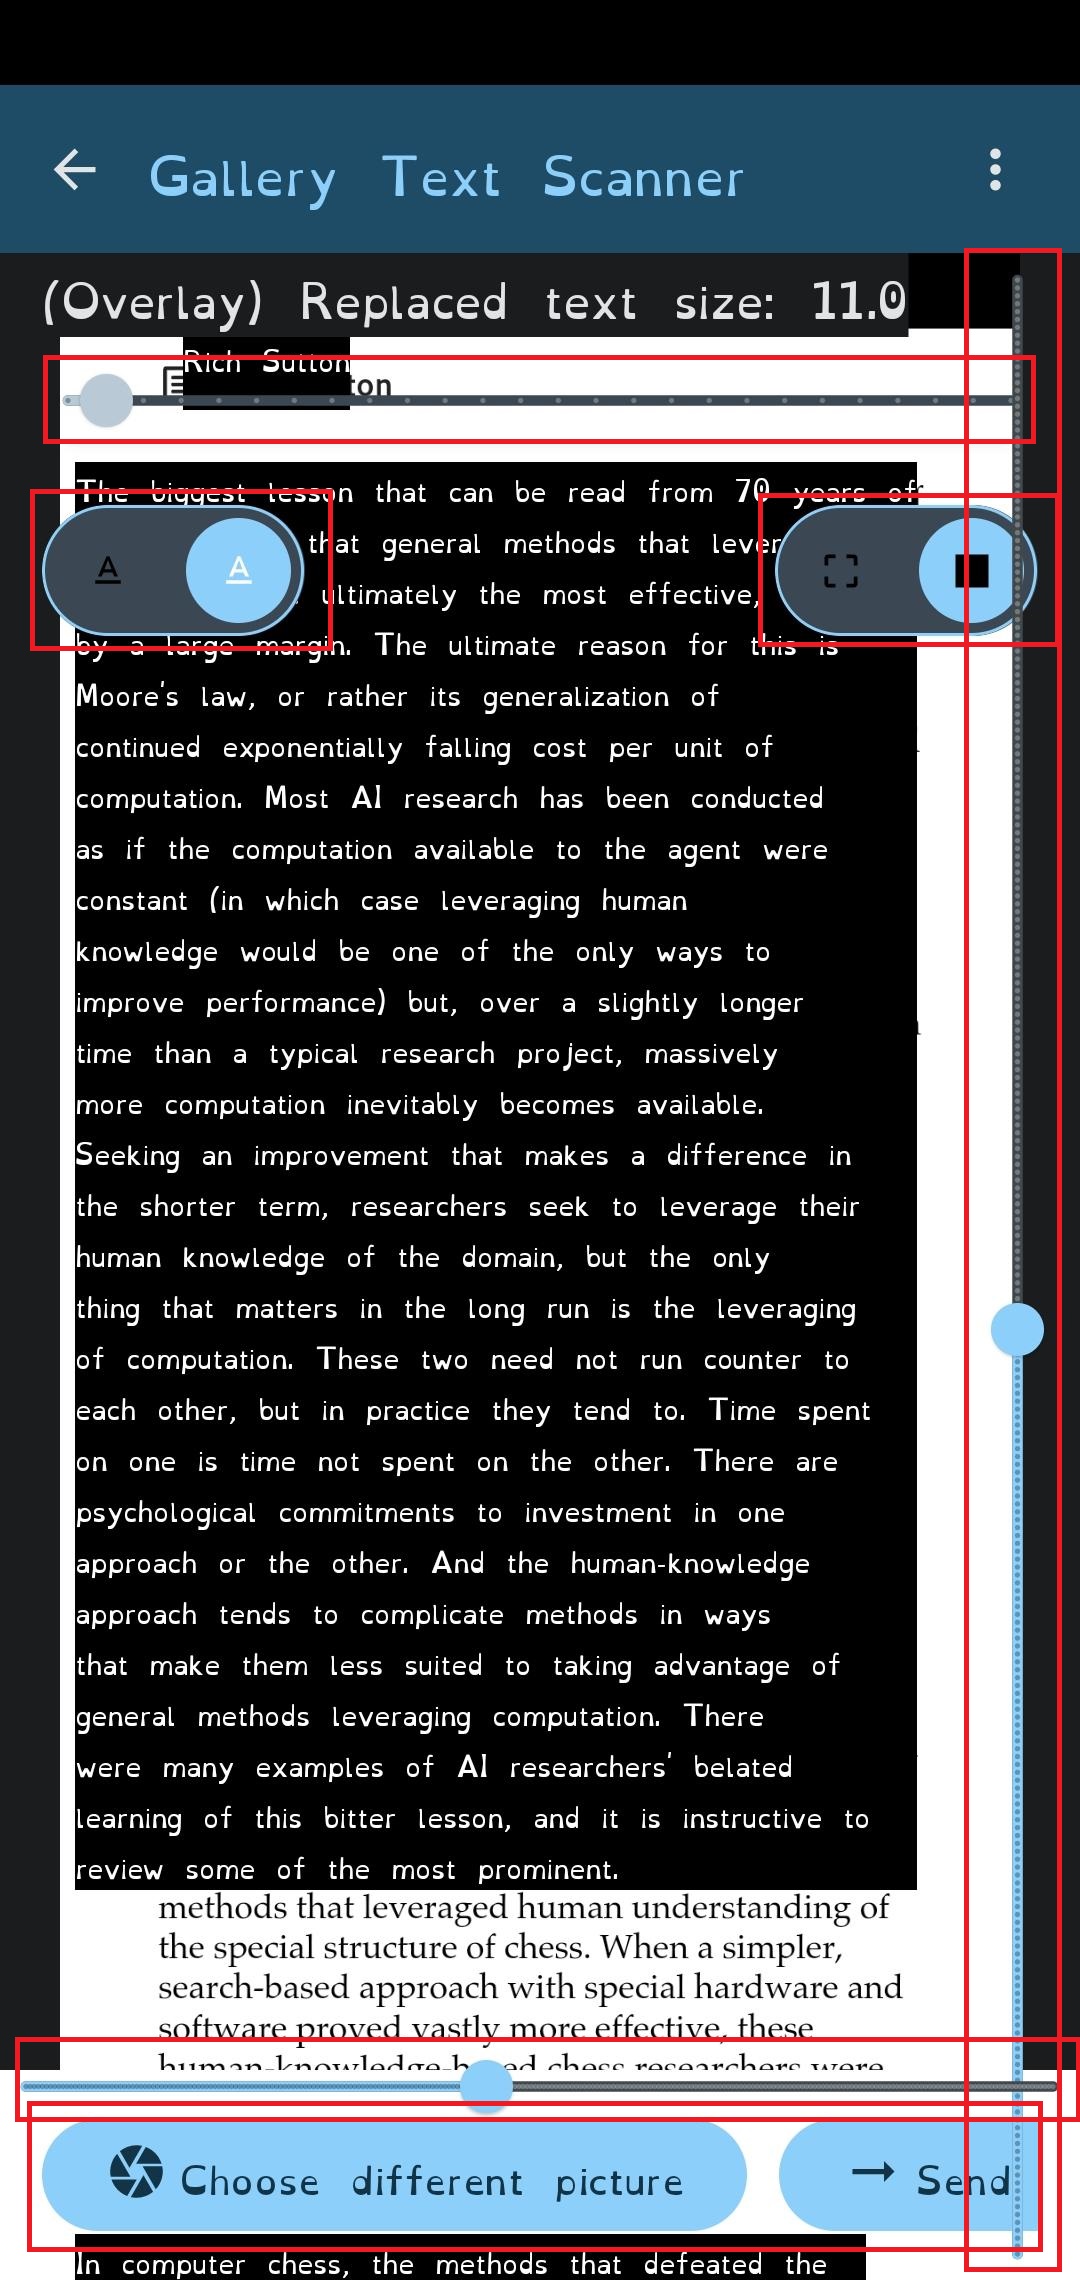 Gallery Text Scanner
(Overlay) Replaced text size: 11.0
Rich Sutton
ton
The biggest lesson that can be read from 70 years of
that general methods that lever
ultimately the most effective,
by a large margin. The ultimate reason for this is
Moore's law, or rather its generalization of
continued exponentially falling cost per unit of
computation. Most AI research has been conducted
as if the computation available to the agent were
constant (in which case leveraging human
knowledge would be one of the only ways to
improve performance) but, over a slightly longer
time than a typical research project, massively
more computation inevitably becomes available.
Seeking an improvement that makes a difference in
the shorter term, researchers seek to leverage their
human knowledge of the domain, but the only
thing that matters in the long run is the leveraging
of computation. These two need not run counter to
each other, but in practice they tend to. Time spent
on one is time not spent on the other. There are
psychological commitments to investment in one
approach or the other. And the human-knowledge
approach tends to complicate methods in ways
that make them less suited to taking advantage of
general methods leveraging computation. There
were many examples of AI researchers' belated
learning of this bitter lesson, and it is instructive to
review some of the most prominent.
methods that leveraged human understanding of
the special structure of chess. When a simpler,
search-based approach with special hardware and
software proved vastly more effective, these
human-knowledge-based chess researchers were
Choose different picture
Send
In computer chess, the methods that defeated the